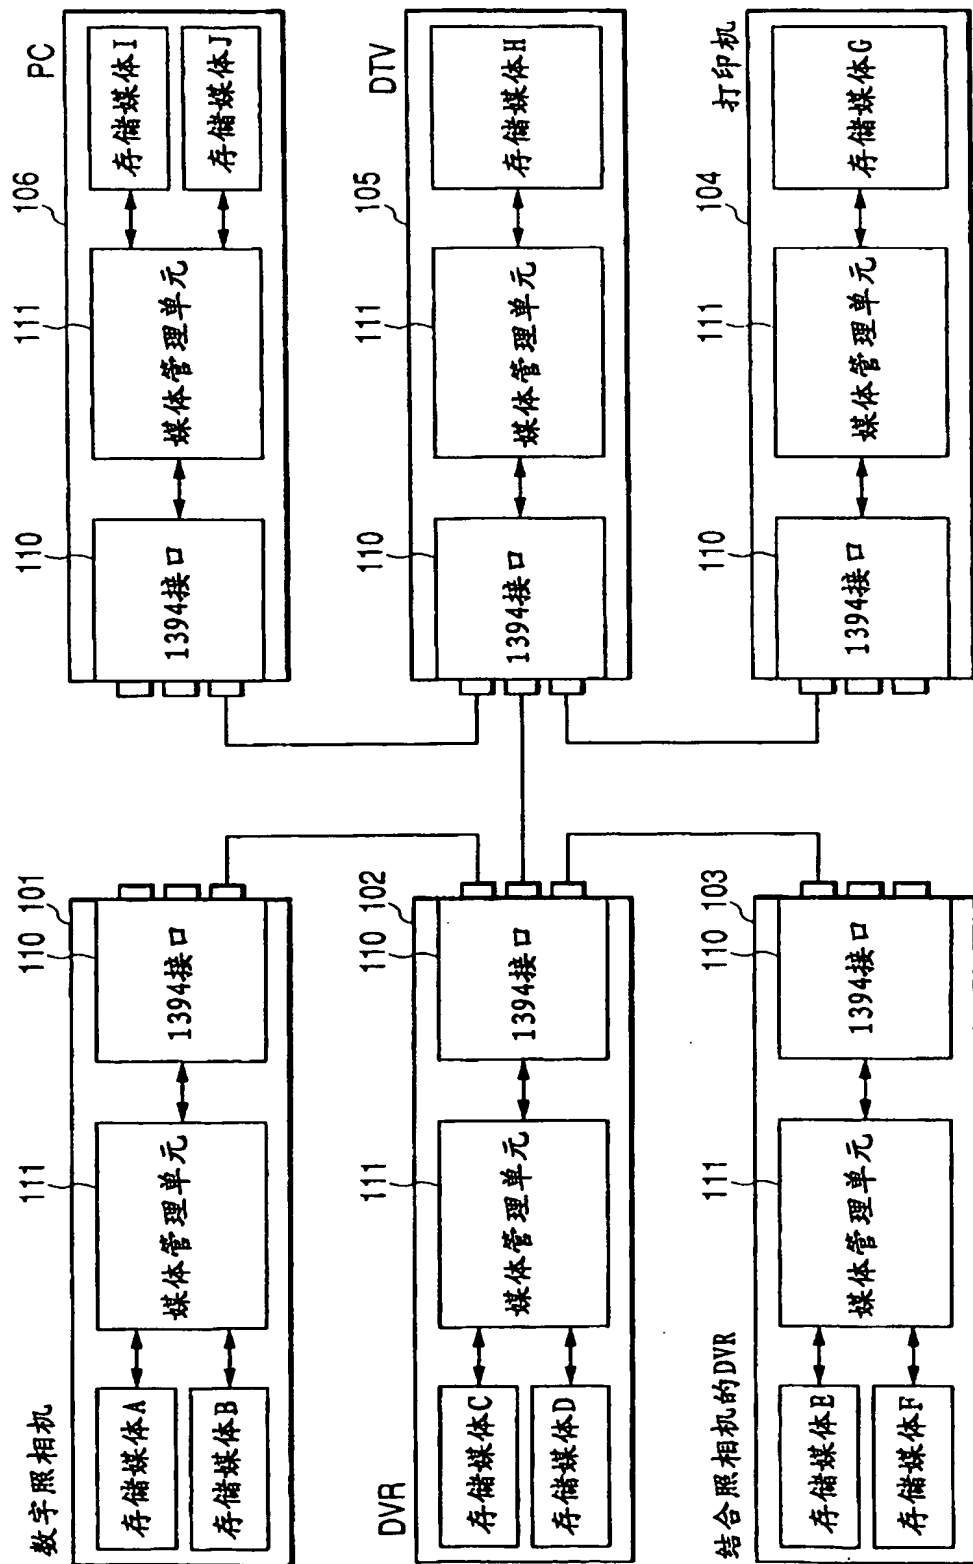 数字照相机
101
存储媒体A
存储媒体B
111
媒体管理单元
110
1394接口
DVR
102
存储媒体C
存储媒体D
111
媒体管理单元
110
1394接口
结合照相机的DVR
103
存储媒体E
存储媒体F
111
媒体管理单元
110
1394接口
PC
106
110
1394接口
111
媒体管理单元
存储媒体I
存储媒体J
DTV
105
110
1394接口
111
媒体管理单元
存储媒体H
打印机
104
110
1394接口
111
媒体管理单元
存储媒体G